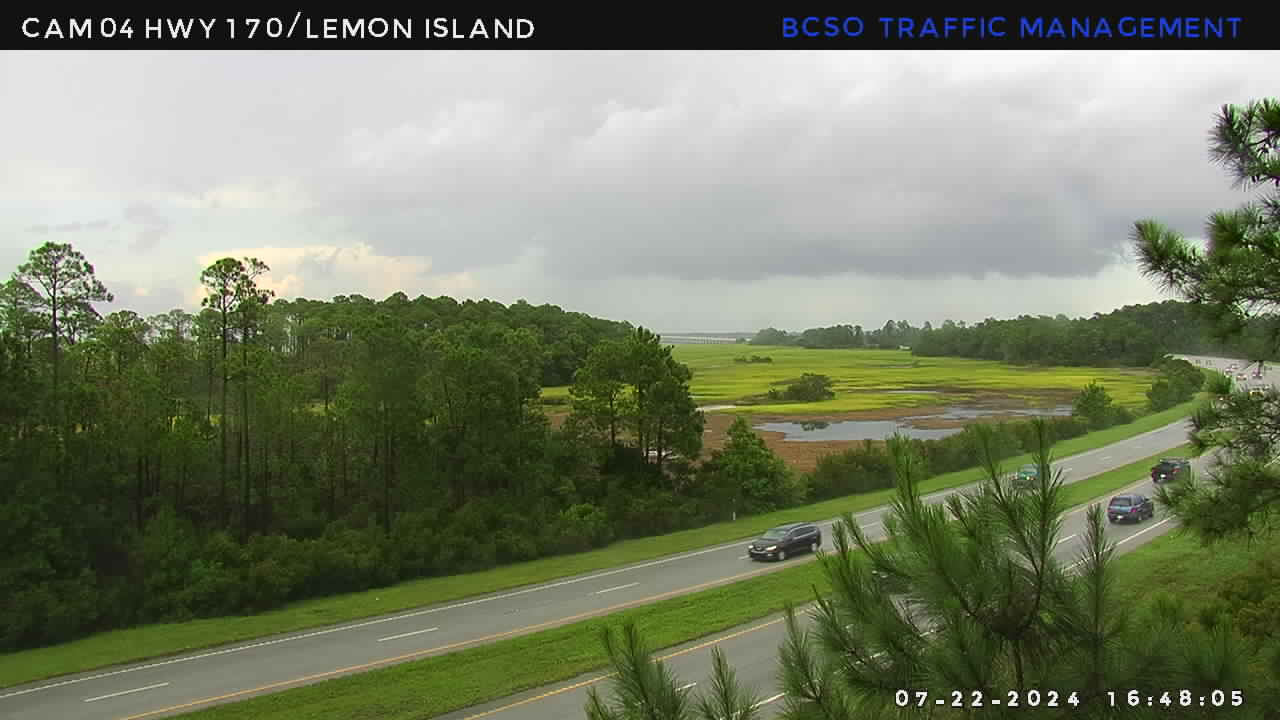 CAM04 HWY 170/LEMON ISLAND
BCSO TRAFFIC MANAGEMENT
07-22-2024 16:48:05